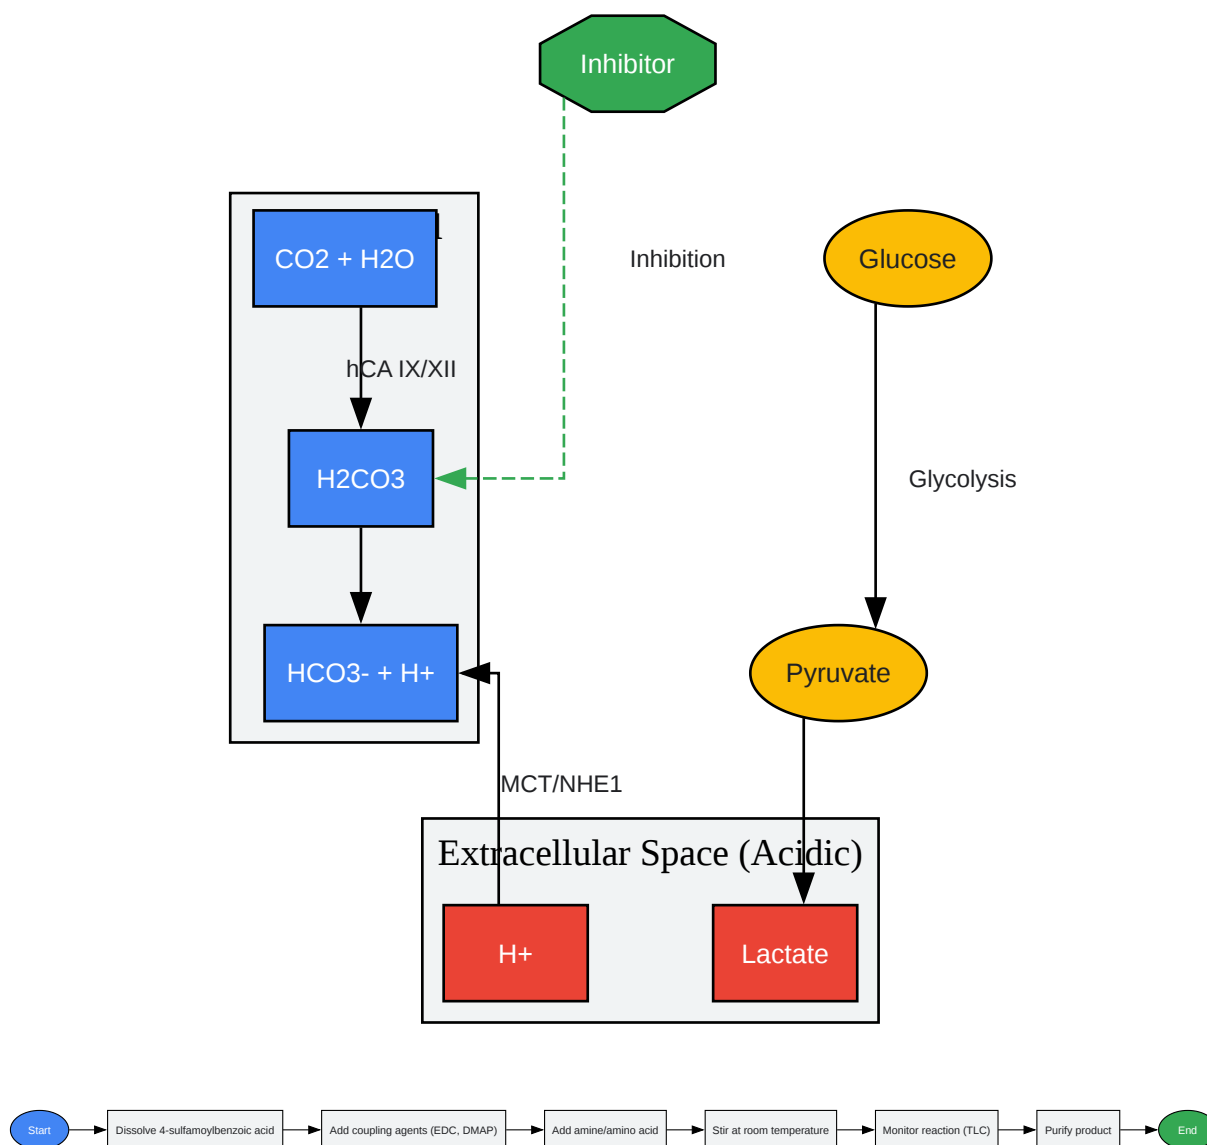 Inhibitor
CO2 + H2O
Inhibition
Glucose
hCA IX/XII
H2CO3
Glycolysis
HCO3- + H+
Pyruvate
MCT/NHE1
Extracellular Space (Acidic)
H+
Lactate
Start
Dissolve 4-sulfamoylbenzoic acid
Add coupling agents (EDC, DMAP)
Add amine/amino acid
Stir at room temperature
Monitor reaction (TLC)
Purify product
End